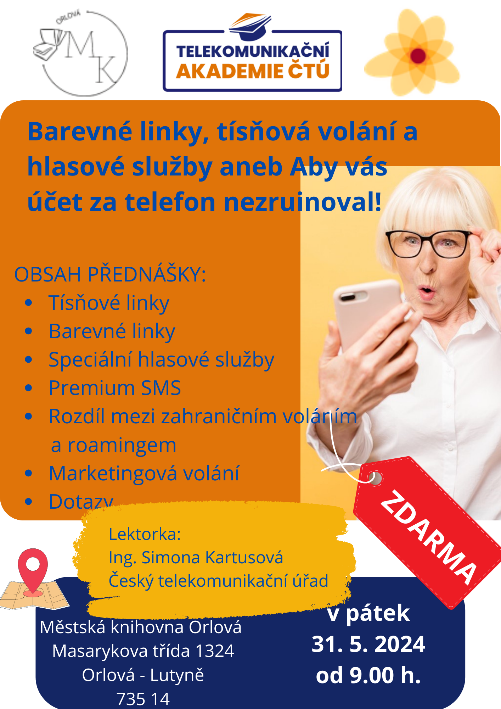 ORLOVÁ
MK
TELEKOMUNIKAČNÍ
AKADEMIE ČTÚ
Barevné linky, tísňová volání a
hlasové služby aneb Aby vás
účet za telefon nezruinoval!
OBSAH PŘEDNÁŠKY:
• Tísňové linky
• Barevné linky
• Speciální hlasové služby
• Premium SMS
• Rozdíl mezi zahraničním voláním
a roamingem
• Marketingová volání
• Dotazy
ZDARMA
Lektorka:
Ing. Simona Kartusová
Český telekomunikační úřad
Městská knihovna Orlová
Masarykova třída 1324
Orlová - Lutyně
735 14
v pátek
31. 5. 2024
od 9.00 h.